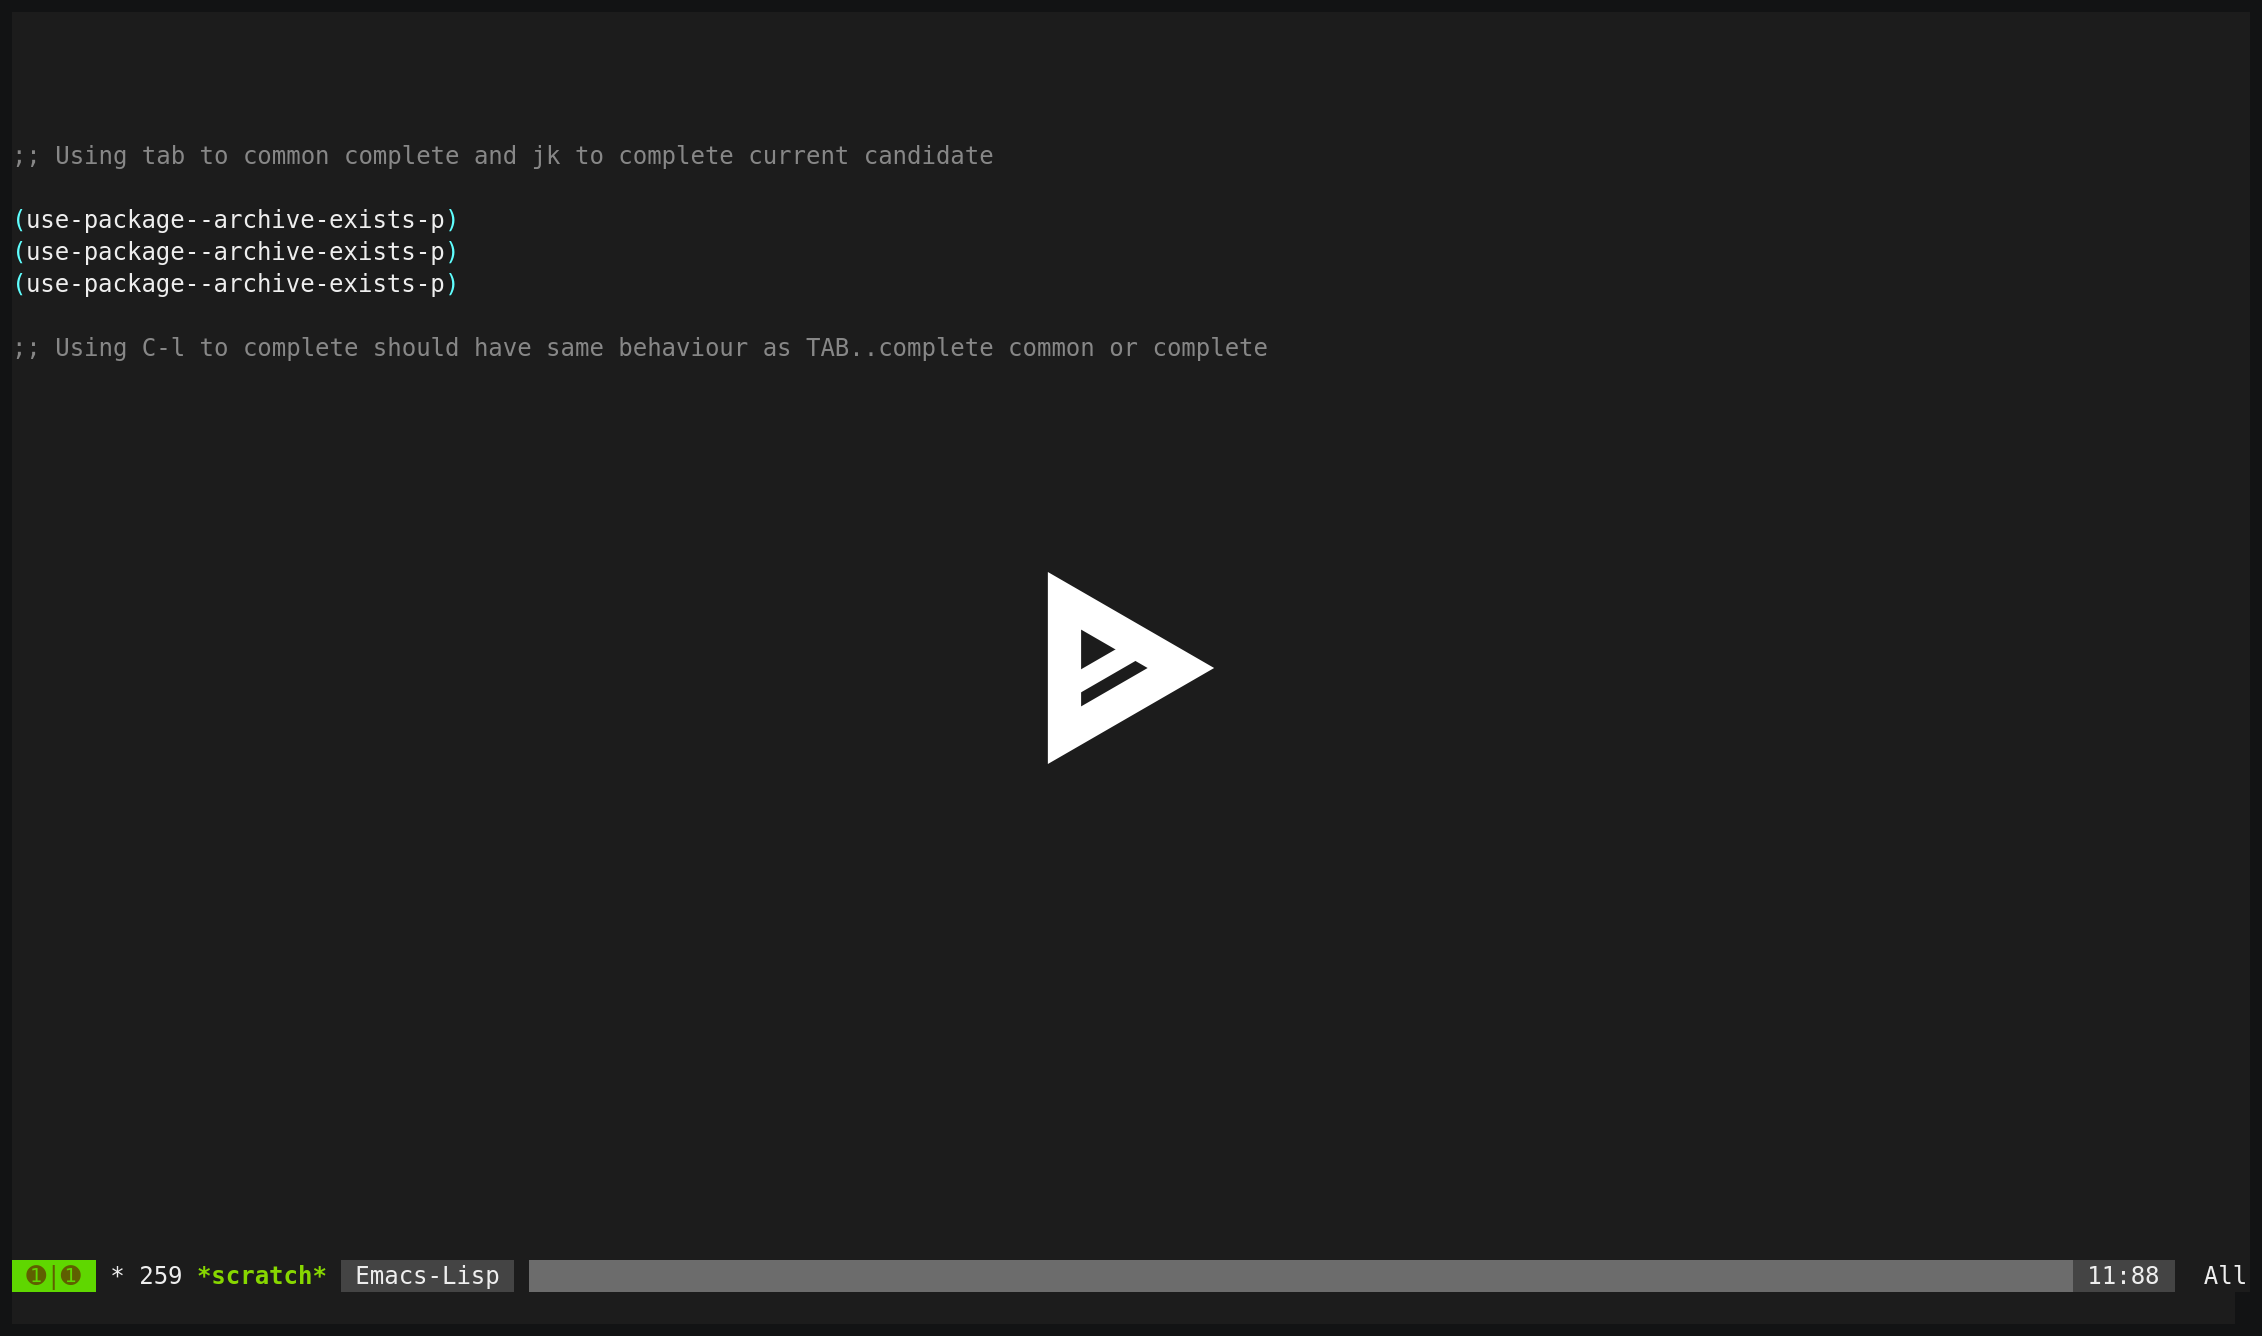 ;; Using tab to common complete and jk to complete current candidate
(use-package--archive-exists-p)
(use-package--archive-exists-p)
(use-package--archive-exists-p)
;; Using C-l to complete should have same behaviour as TAB..complete common or complete
➊|➊ * 259 *scratch* Emacs-Lisp 11:88 All